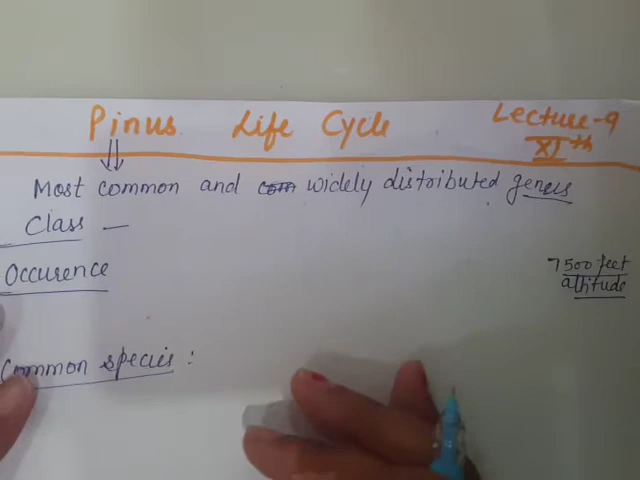 Pinus Life Cycle Lecture-9
XIth
Most common and widely distributed genus
Class —
Occurence
7500 feet
altitude
Common species :